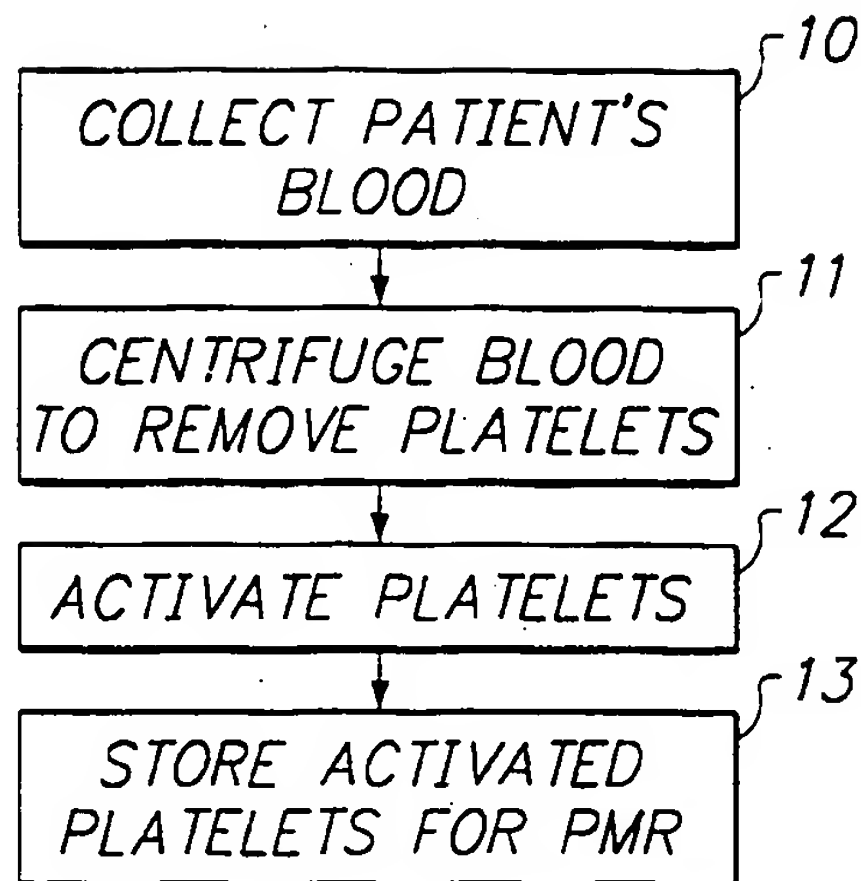 10
COLLECT PATIENT'S
BLOOD
11
CENTRIFUGE BLOOD
TO REMOVE PLATELETS
12
ACTIVATE PLATELETS
13
STORE ACTIVATED
PLATELETS FOR PMR